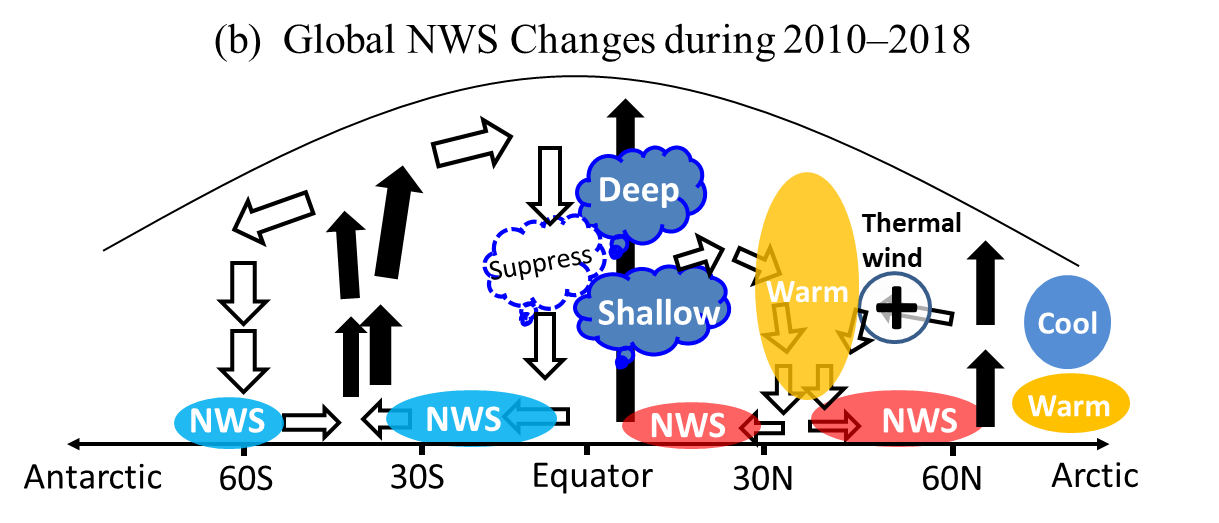 (b) Global NWS Changes during 2010–2018
Deep
Suppress
Shallow
Thermal
wind
Warm
Cool
Warm
NWS
NWS
NWS
NWS
Antarctic
60S
30S
Equator
30N
60N
Arctic